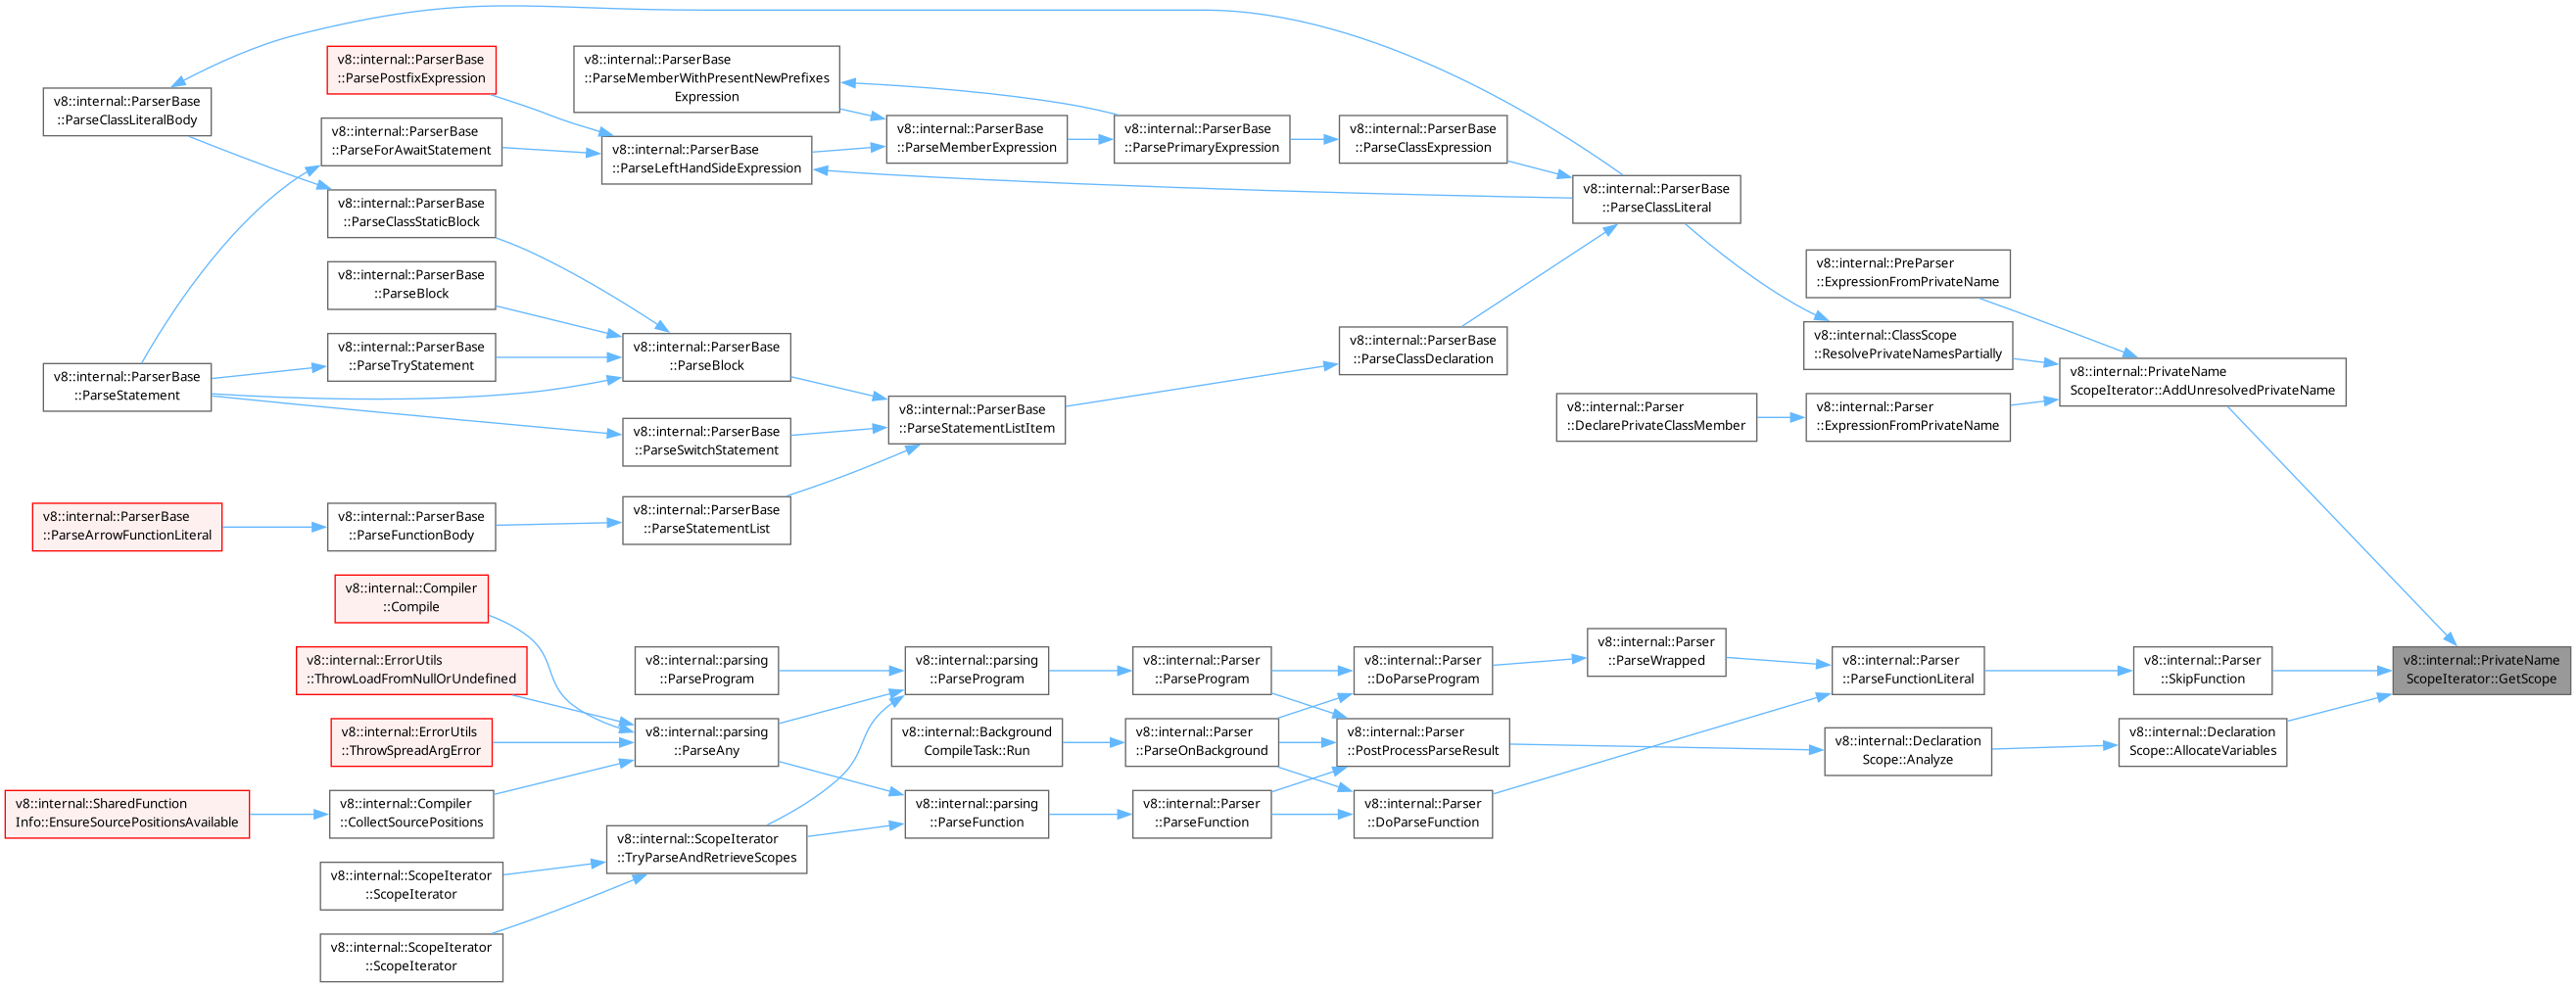 v8::internal::ParserBase
::ParseClassLiteralBody
v8::internal::ParserBase
::ParseStatement
v8::internal::ParserBase
::ParseArrowFunctionLiteral
v8::internal::SharedFunction
Info::EnsureSourcePositionsAvailable
v8::internal::ParserBase
::ParsePostfixExpression
v8::internal::ParserBase
::ParseForAwaitStatement
v8::internal::ParserBase
::ParseClassStaticBlock
v8::internal::ParserBase
::ParseBlock
v8::internal::ParserBase
::ParseTryStatement
v8::internal::ParserBase
::ParseFunctionBody
v8::internal::Compiler
::Compile
v8::internal::ErrorUtils
::ThrowLoadFromNullOrUndefined
v8::internal::ErrorUtils
::ThrowSpreadArgError
v8::internal::Compiler
::CollectSourcePositions
v8::internal::ScopeIterator
::ScopeIterator
v8::internal::ScopeIterator
::ScopeIterator
v8::internal::ParserBase
::ParseMemberWithPresentNewPrefixes
Expression
v8::internal::ParserBase
::ParseLeftHandSideExpression
v8::internal::ParserBase
::ParseBlock
v8::internal::ParserBase
::ParseSwitchStatement
v8::internal::ParserBase
::ParseStatementList
v8::internal::parsing
::ParseProgram
v8::internal::parsing
::ParseAny
v8::internal::ScopeIterator
::TryParseAndRetrieveScopes
v8::internal::ParserBase
::ParseMemberExpression
v8::internal::ParserBase
::ParseStatementListItem
v8::internal::parsing
::ParseProgram
v8::internal::Background
CompileTask::Run
v8::internal::parsing
::ParseFunction
v8::internal::ParserBase
::ParsePrimaryExpression
v8::internal::Parser
::ParseProgram
v8::internal::Parser
::ParseOnBackground
v8::internal::Parser
::ParseFunction
v8::internal::ParserBase
::ParseClassExpression
v8::internal::ParserBase
::ParseClassDeclaration
v8::internal::Parser
::DoParseProgram
v8::internal::Parser
::PostProcessParseResult
v8::internal::Parser
::DoParseFunction
v8::internal::ParserBase
::ParseClassLiteral
v8::internal::Parser
::DeclarePrivateClassMember
v8::internal::Parser
::ParseWrapped
v8::internal::PreParser
::ExpressionFromPrivateName
v8::internal::ClassScope
::ResolvePrivateNamesPartially
v8::internal::Parser
::ExpressionFromPrivateName
v8::internal::Parser
::ParseFunctionLiteral
v8::internal::Declaration
Scope::Analyze
v8::internal::PrivateName
ScopeIterator::AddUnresolvedPrivateName
v8::internal::Parser
::SkipFunction
v8::internal::Declaration
Scope::AllocateVariables
v8::internal::PrivateName
ScopeIterator::GetScope